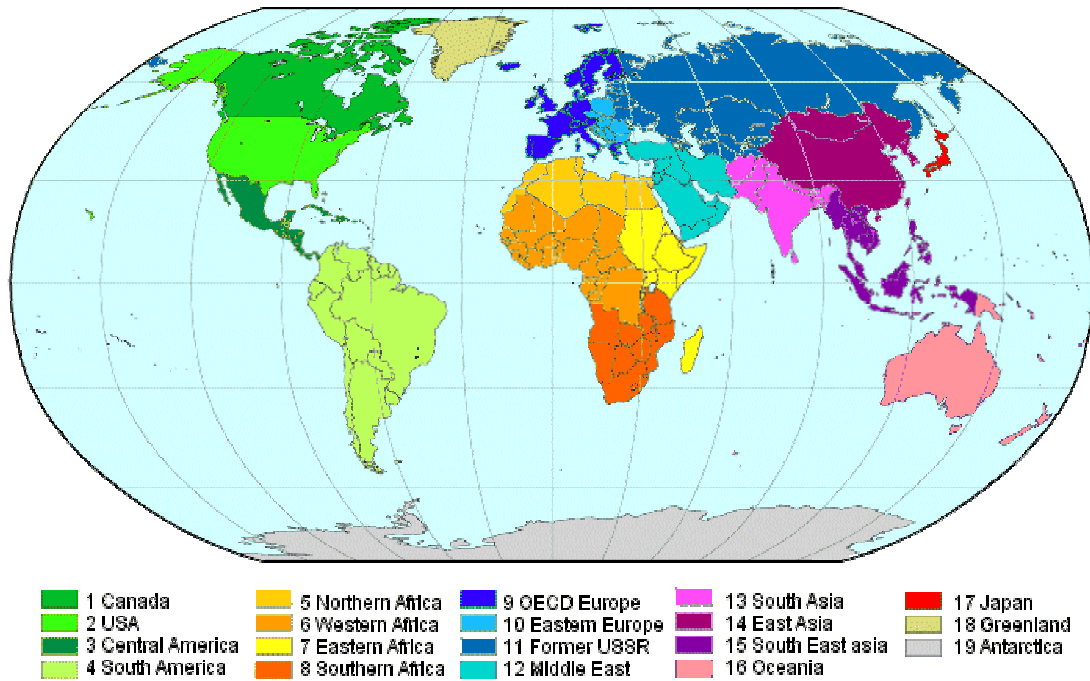 1 Canada
2 USA
3 Central America
4 South America
5 Northern Africa
6 Western Africa
7 Eastern Africa
8 Southern Africa
9 OECD Europe
10 Eastern Europe
11 Former USSR
12 Middle East
13 South Asia
14 East Asia
15 South East asia
16 Oceania
17 Japan
18 Greenland
19 Antarctica